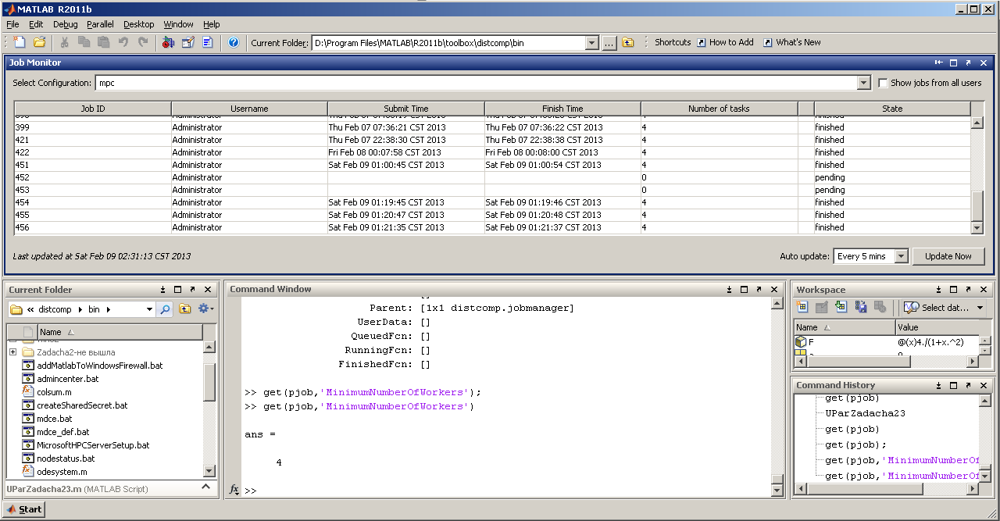 MATLAB R2011b
File Edit Debug Parallel Desktop Window Help
Current Folder: D:\Program Files\MATLAB\R2011b\toolbox\distcomp\bin ... Shortcuts How to Add What's New
Job Monitor
Select Configuration: mpc Show jobs from all users
Job ID Username Submit Time Finish Time Number of tasks State
399 Administrator Thu Feb 07 07:36:21 CST 2013 Thu Feb 07 07:36:22 CST 2013 4 finished
421 Administrator Thu Feb 07 22:38:30 CST 2013 Thu Feb 07 22:38:38 CST 2013 4 finished
422 Administrator Fri Feb 08 00:07:58 CST 2013 Fri Feb 08 00:08:00 CST 2013 4 finished
451 Administrator Sat Feb 09 01:00:45 CST 2013 Sat Feb 09 01:00:54 CST 2013 4 finished
452 Administrator 0 pending
453 Administrator 0 pending
454 Administrator Sat Feb 09 01:19:45 CST 2013 Sat Feb 09 01:19:46 CST 2013 4 finished
455 Administrator Sat Feb 09 01:20:47 CST 2013 Sat Feb 09 01:20:48 CST 2013 4 finished
456 Administrator Sat Feb 09 01:21:35 CST 2013 Sat Feb 09 01:21:37 CST 2013 4 finished
Last updated at Sat Feb 09 02:31:13 CST 2013 Auto update: Every 5 mins Update Now
Current Folder
« distcomp bin
Name
Zadacha2-не вышла
addMatlabToWindowsFirewall.bat
admincenter.bat
colsum.m
createSharedSecret.bat
mdce.bat
mdce_def.bat
MicrosoftHPCServerSetup.bat
nodestatus.bat
odesystem.m
UParZadacha23.m (MATLAB Script)
Command Window
Parent: [1x1 distcomp.jobmanager]
UserData: []
QueuedFcn: []
RunningFcn: []
FinishedFcn: []
>> get(pjob,'MinimumNumberOfWorkers');
>> get(pjob,'MinimumNumberOfWorkers')
ans =
4
fx >>
Workspace
Select dat...
Name Value
F @(x)4./(1+x.^2)
Command History
get(pjob)
UParZadacha23
get(pjob)
get(pjob);
get(pjob,'MinimumNumberOf
get(pjob,'MinimumNumberOf
Start